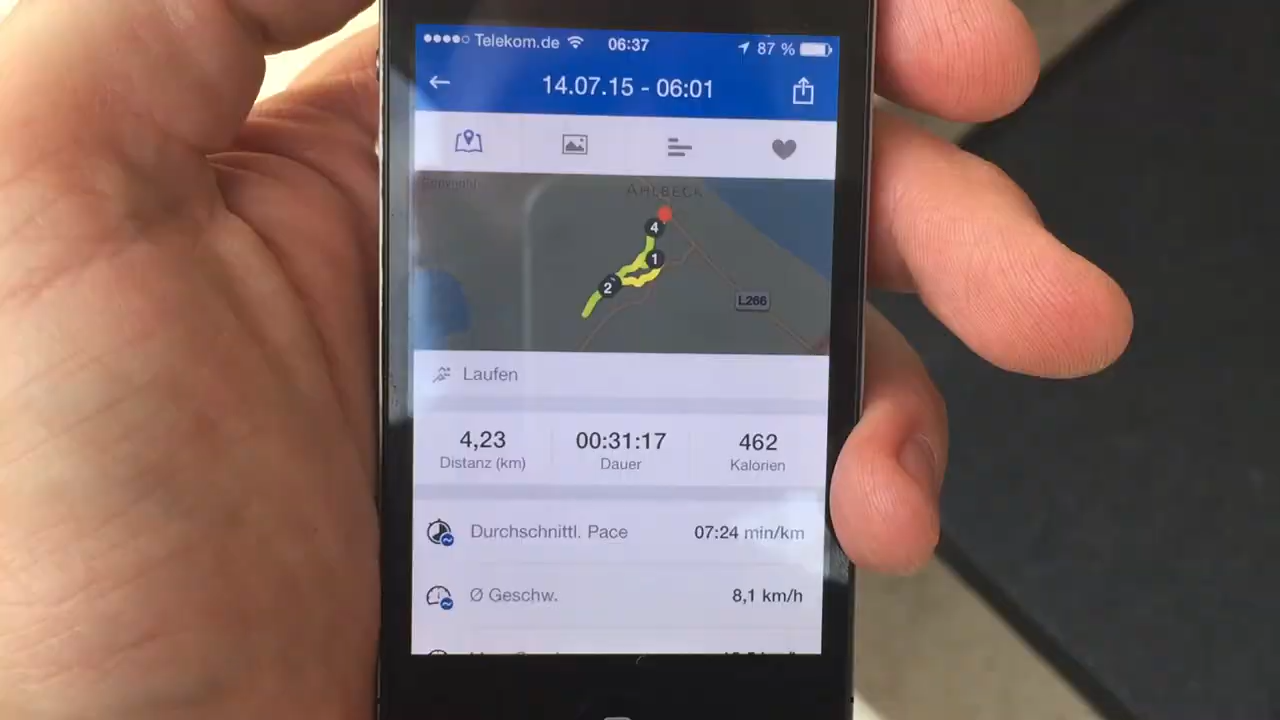 Telekom.de 06:37 87 %
14.07.15 - 06:01
Copyright
AHLBECK
4
1
2
L266
Laufen
4,23 00:31:17 462
Distanz (km) Dauer Kalorien
Durchschnittl. Pace 07:24 min/km
Ø Geschw. 8,1 km/h